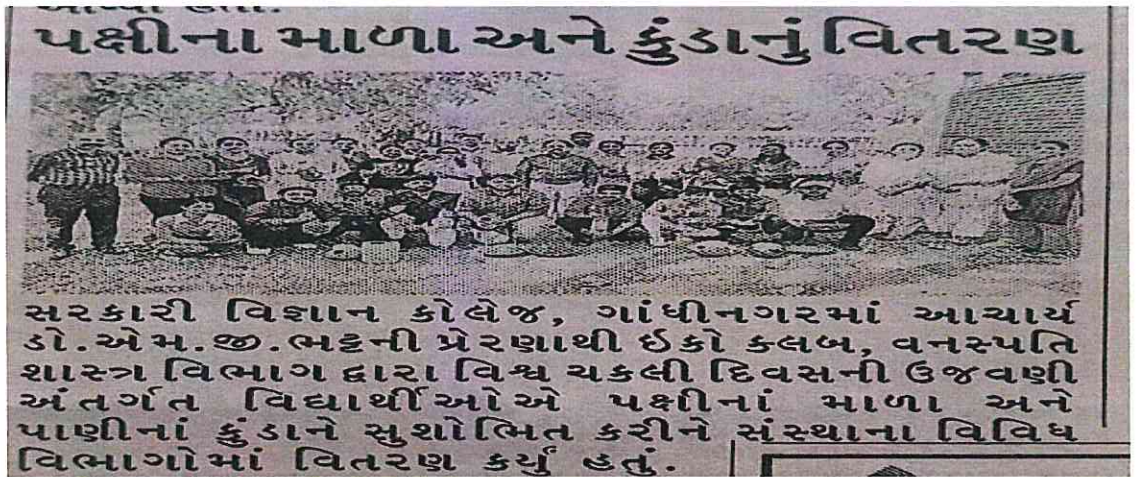 પક્ષીના માળા અને કુંડાનું વિતરણ
સરકારી વિજ્ઞાન કોલેજ, ગાંધીનગરમાં આચાર્ય
ડો.એમ.જી.ભટ્ટની પ્રેરણાથી ઇકો ક્લબ, વનસ્પતિ
શાસ્ત્ર વિભાગ દ્વારા વિશ્વ ચકલી દિવસની ઉજવણી
અંતર્ગત વિદ્યાર્થીઓએ પક્ષીનાં માળા અને
પાણીનાં કુંડાને સુશોભિત કરીને સંસ્થાના વિવિધ
વિભાગોમાં વિતરણ કર્યું હતું.